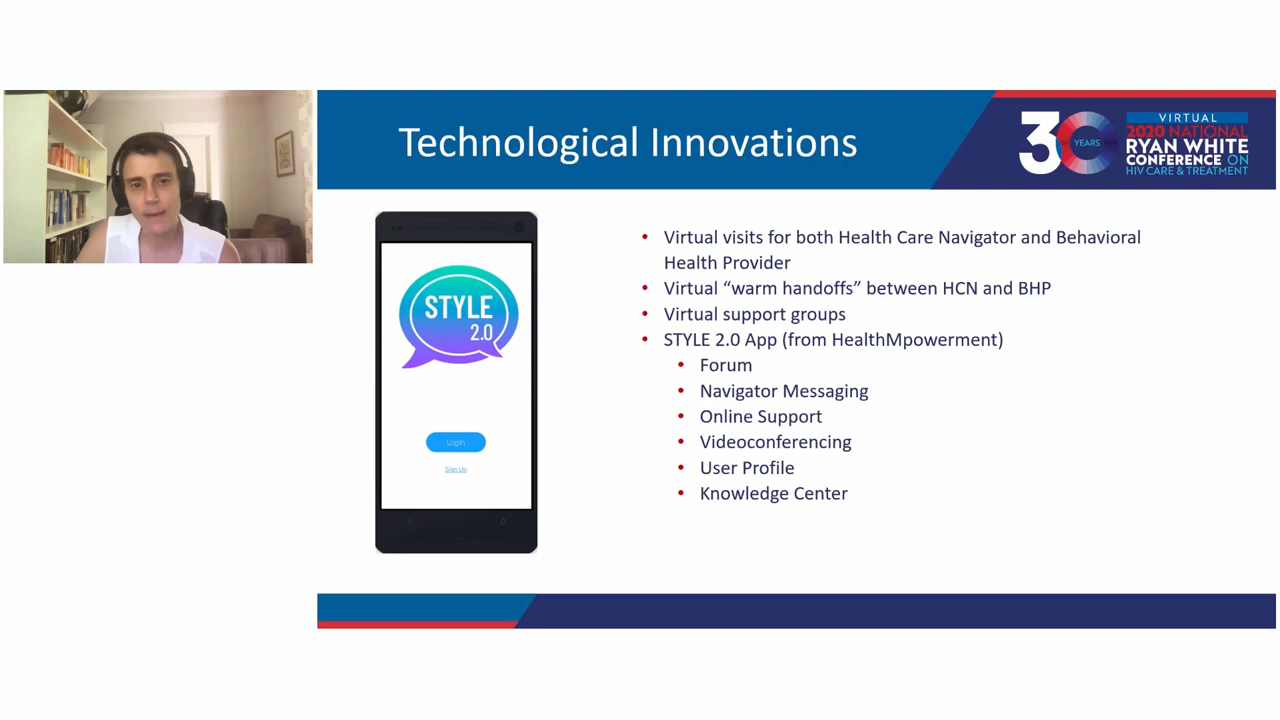 Technological Innovations
30 YEARS
VIRTUAL
2020 NATIONAL
RYAN WHITE
CONFERENCE ON
HIV CARE & TREATMENT
STYLE
2.0
Log In
Sign Up
• Virtual visits for both Health Care Navigator and Behavioral
Health Provider
• Virtual “warm handoffs” between HCN and BHP
• Virtual support groups
• STYLE 2.0 App (from HealthMpowerment)
• Forum
• Navigator Messaging
• Online Support
• Videoconferencing
• User Profile
• Knowledge Center